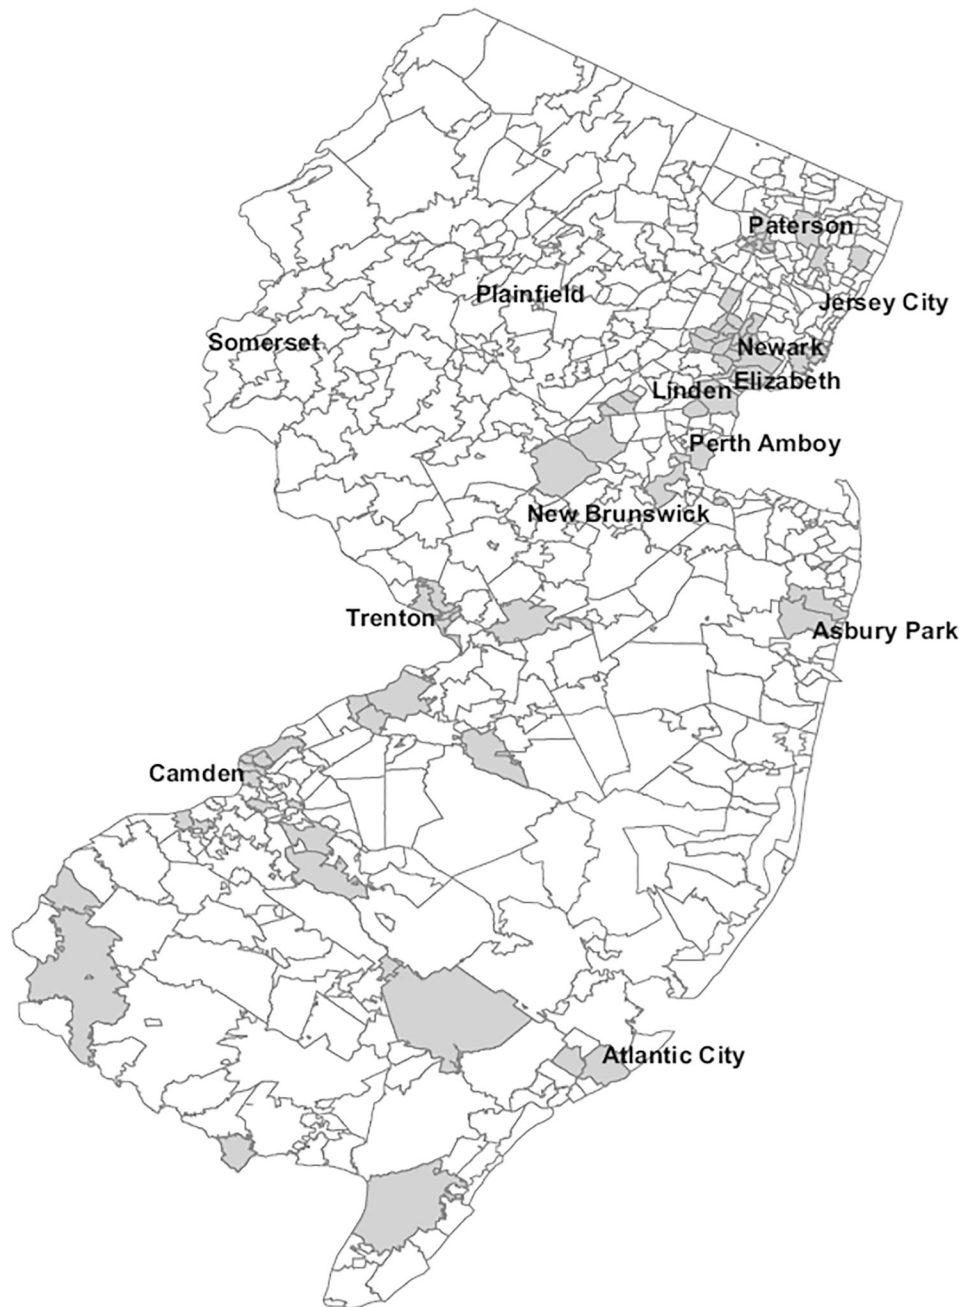 Paterson
Plainfield
Jersey City
Somerset
Newark
Elizabeth
Linden
Perth Amboy
New Brunswick
Trenton
Asbury Park
Camden
Atlantic City